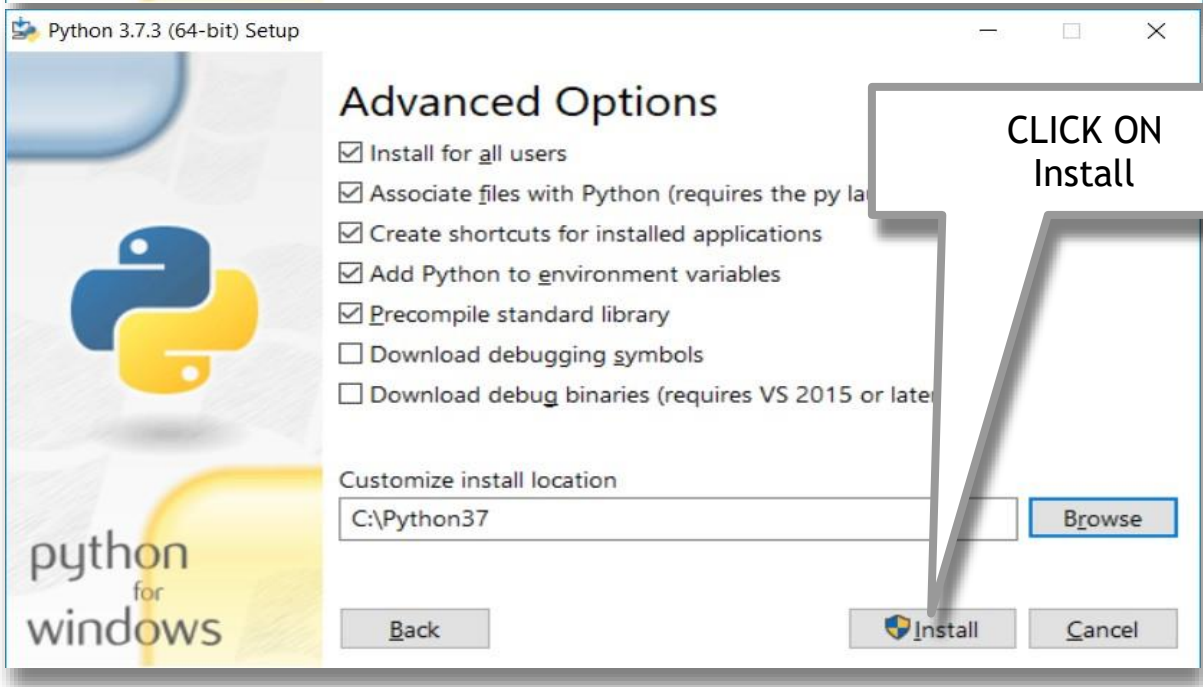 Python 3.7.3 (64-bit) Setup
Advanced Options
CLICK ON
Install
Install for all users
Associate files with Python (requires the py
Create shortcuts for installed applications
Add Python to environment variables
Precompile standard library
Download debugging symbols
Download debug binaries (requires VS 2015 or later
Customize install location
C:\Python37
Browse
python
for
windows
Back
Install
Cancel